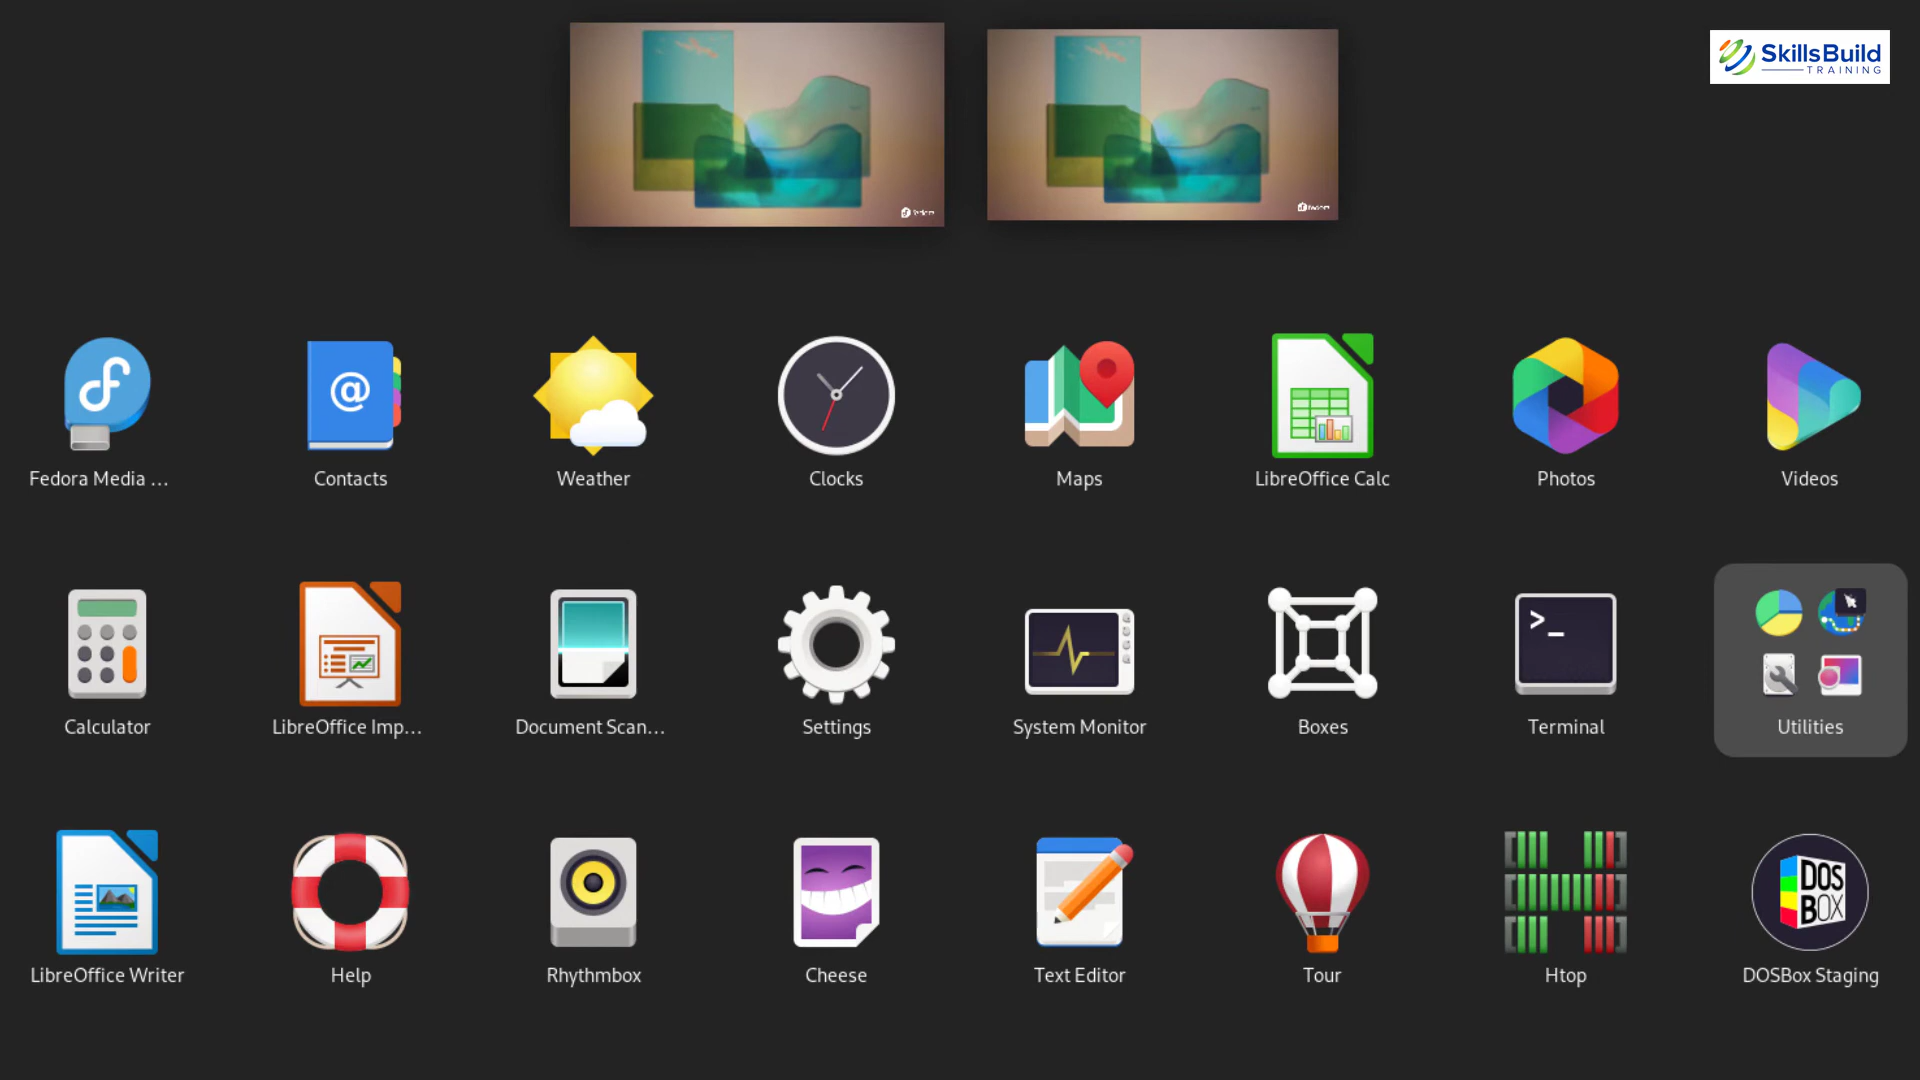 SkillsBuild
TRAINING
fedora
Fedora Media ...
Contacts
Weather
Clocks
Maps
LibreOffice Calc
Photos
Videos
Calculator
LibreOffice Imp...
Document Scan...
Settings
System Monitor
Boxes
>_
Terminal
Utilities
LibreOffice Writer
Help
Rhythmbox
Cheese
Text Editor
Tour
Htop
DOS
BOX
DOSBox Staging